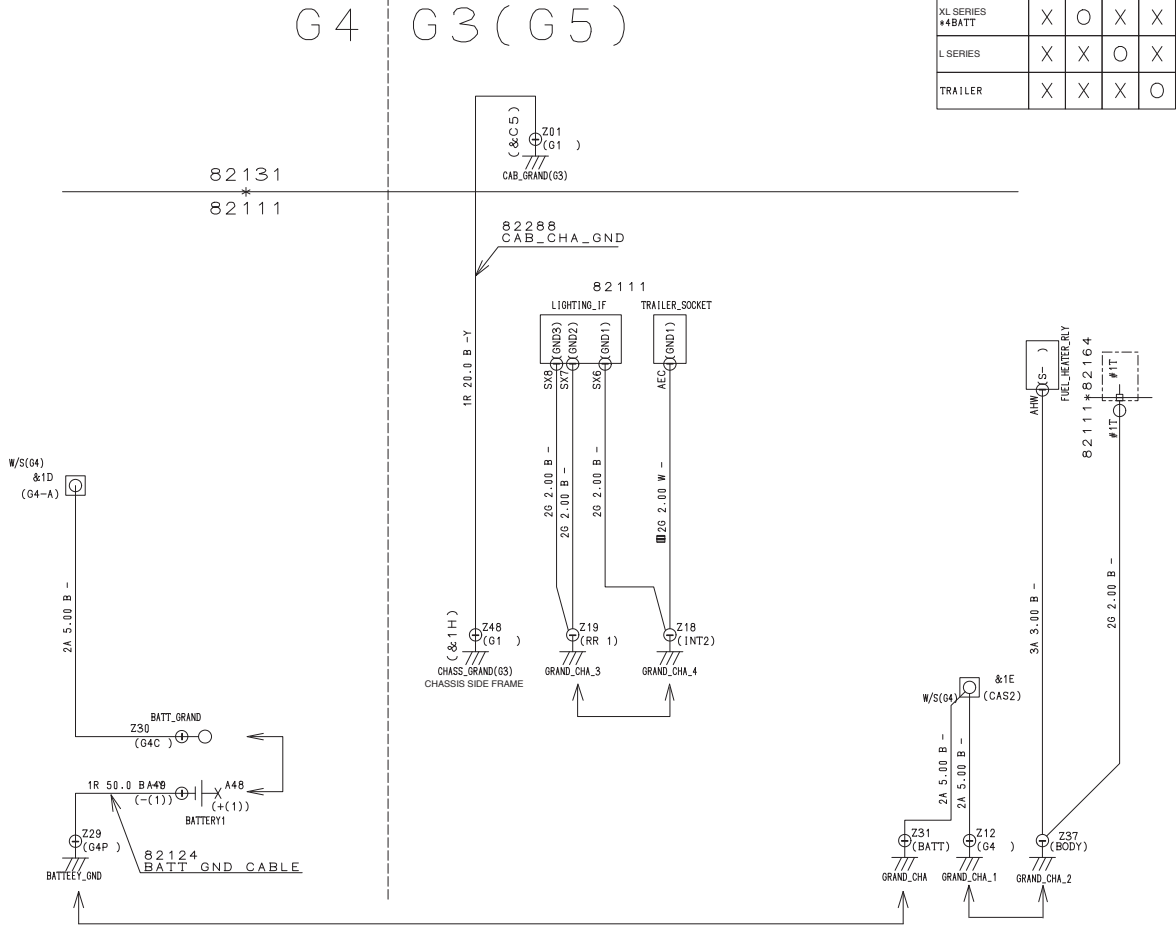 G4
G3(G5)
XL SERIES
*4BATT
X O X X
L SERIES
X X O X
TRAILER
X X X O
(&C5)
Z01
(G1 )
CAB_GRAND(G3)
82131
*
82111
82288
CAB_CHA_GND
82111
LIGHTING_IF
TRAILER_SOCKET
(GND3)
(GND2)
(GND1)
(GND1)
SX8
SX7
SX6
AEC
1R 20.0 B -Y
2G 2.00 B -
2G 2.00 B -
2G 2.00 B -
2G 2.00 W -
(S- )
FUEL_HEATER_RLY
AHW
82111*82164
#1T
#1T
3A 3.00 B -
2G 2.00 B -
W/S(G4)
&1D
(G4-A)
2A 5.00 B -
(&1H)
Z48
(G1 )
CHASS_GRAND(G3)
CHASSIS SIDE FRAME
Z19
(RR 1)
GRAND_CHA_3
Z18
(INT2)
GRAND_CHA_4
W/S(G4)
&1E
(CAS2)
2A 5.00 B -
2A 5.00 B -
BATT_GRAND
Z30
(G4C )
1R 50.0 B -Y
A49
(-(1))
A48
(+(1))
BATTERY1
Z29
(G4P )
BATTEEY_GND
82124
BATT GND CABLE
Z31
(BATT)
GRAND_CHA
Z12
(G4 )
GRAND_CHA_1
Z37
(BODY)
GRAND_CHA_2